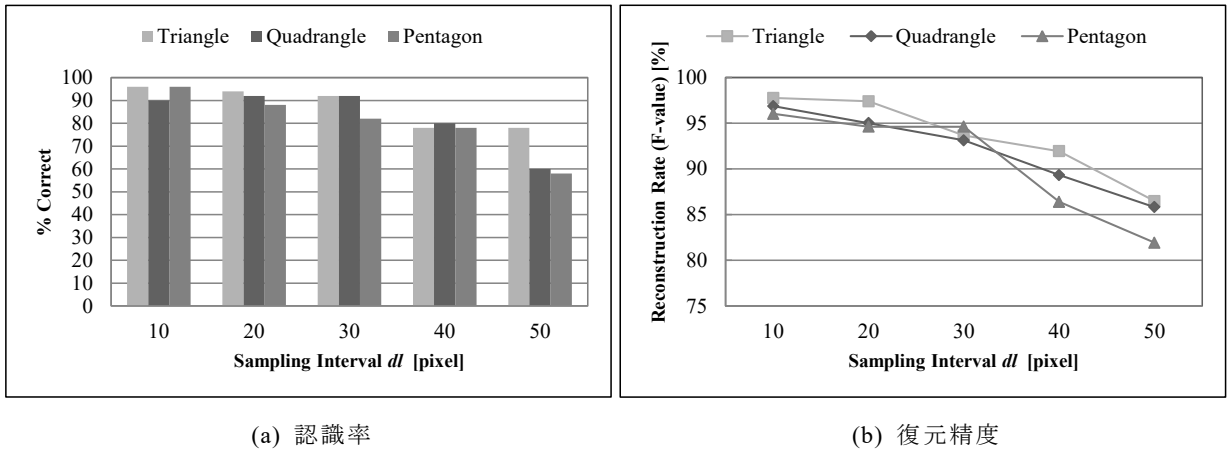 Triangle Quadrangle Pentagon
100
90
80
70
60
50
40
30
20
10
0
% Correct
10 20 30 40 50
Sampling Interval dl [pixel]
(a) 認識率
Triangle Quadrangle Pentagon
100
95
90
85
80
75
Reconstruction Rate (F-value) [%]
10 20 30 40 50
Sampling Interval dl [pixel]
(b) 復元精度